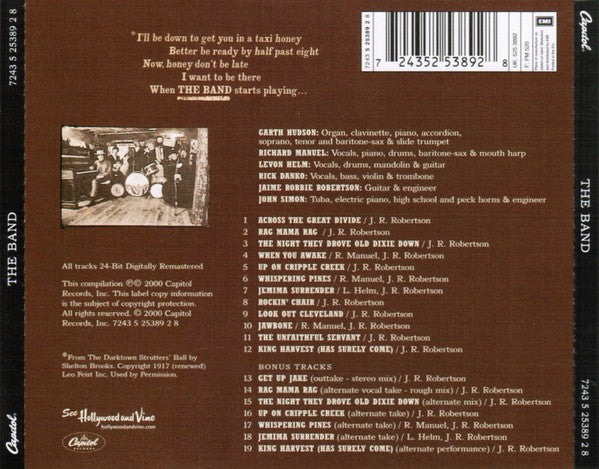 *I'll be down to get you in a taxi honey
Better be ready by half past eight
Now, honey don't be late
I want to be there
When THE BAND starts playing...
Capitol.
7243 5 25389 2 8
THE BAND
7243 5 25389 2 8
7 24352 53892 8
UK: 525 3892
F: PM 520
EMI
GARTH HUDSON: Organ, clavinette, piano, accordion,
soprano, tenor and baritone-sax & slide trumpet
RICHARD MANUEL: Vocals, piano, drums, baritone-sax & mouth harp
LEVON HELM: Vocals, drums, mandolin & guitar
RICK DANKO: Vocals, bass, violin & trombone
JAIME ROBBIE ROBERTSON: Guitar & engineer
JOHN SIMON: Tuba, electric piano, high school and peck horns & engineer
1 ACROSS THE GREAT DIVIDE / J. R. Robertson
2 RAG MAMA RAG / J. R. Robertson
3 THE NIGHT THEY DROVE OLD DIXIE DOWN / J. R. Robertson
4 WHEN YOU AWAKE / R. Manuel, J. R. Robertson
5 UP ON CRIPPLE CREEK / J. R. Robertson
6 WHISPERING PINES / R. Manuel, J. R. Robertson
7 JEMIMA SURRENDER / L. Helm, J. R. Robertson
8 ROCKIN' CHAIR / J. R. Robertson
9 LOOK OUT CLEVELAND / J. R. Robertson
10 JAWBONE / R. Manuel, J. R. Robertson
11 THE UNFAITHFUL SERVANT / J. R. Robertson
12 KING HARVEST (HAS SURELY COME) / J. R. Robertson
BONUS TRACKS
13 GET UP JAKE (outtake - stereo mix) / J. R. Robertson
14 RAG MAMA RAG (alternate vocal take - rough mix) / J. R. Robertson
15 THE NIGHT THEY DROVE OLD DIXIE DOWN (alternate mix) / J. R. Robertson
16 UP ON CRIPPLE CREEK (alternate take) / J. R. Robertson
17 WHISPERING PINES (alternate take) / R. Manuel, J. R. Robertson
18 JEMIMA SURRENDER (alternate take) / L. Helm, J. R. Robertson
19 KING HARVEST (HAS SURELY COME) (alternate performance) / J. R. Robertson
All tracks 24-Bit Digitally Remastered
This compilation ℗© 2000 Capitol
Records, Inc. This label copy information
is the subject of copyright protection.
All rights reserved. © 2000 Capitol
Records, Inc. 7243 5 25389 2 8
*From The Darktown Strutters' Ball by
Shelton Brooks. Copyright 1917 (renewed)
Leo Feist Inc. Used by Permission.
See Hollywood and Vine
hollywoodandvine.com
Capitol
RECORDS
Capitol.
7243 5 25389 2 8
THE BAND
Capitol.